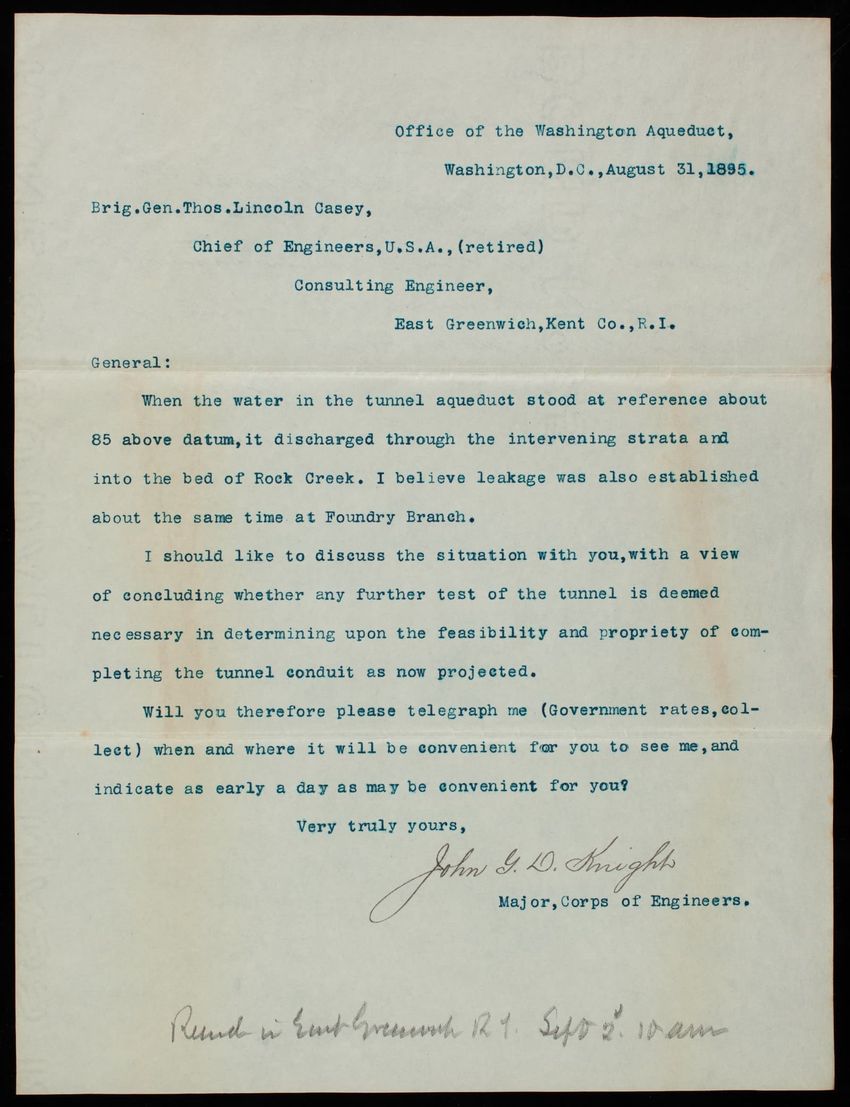 Office of the Washington Aqueduct,
Washington,D.C.,August 31,1895.
Brig.Gen.Thos.Lincoln Casey,
Chief of Engineers,U.S.A.,(retired)
Consulting Engineer,
East Greenwich,Kent Co.,R.I.
General:
When the water in the tunnel aqueduct stood at reference about
85 above datum,it discharged through the intervening strata and
into the bed of Rock Creek. I believe leakage was also established
about the same time at Foundry Branch.
I should like to discuss the situation with you,with a view
of concluding whether any further test of the tunnel is deemed
necessary in determining upon the feasibility and propriety of com-
pleting the tunnel conduit as now projected.
Will you therefore please telegraph me (Government rates,col-
lect) when and where it will be convenient for you to see me,and
indicate as early a day as may be convenient for you?
Very truly yours,
John G. D. Knight
Major,Corps of Engineers.
Recvd in East Greenwich R I. Sept 2d. 10 am